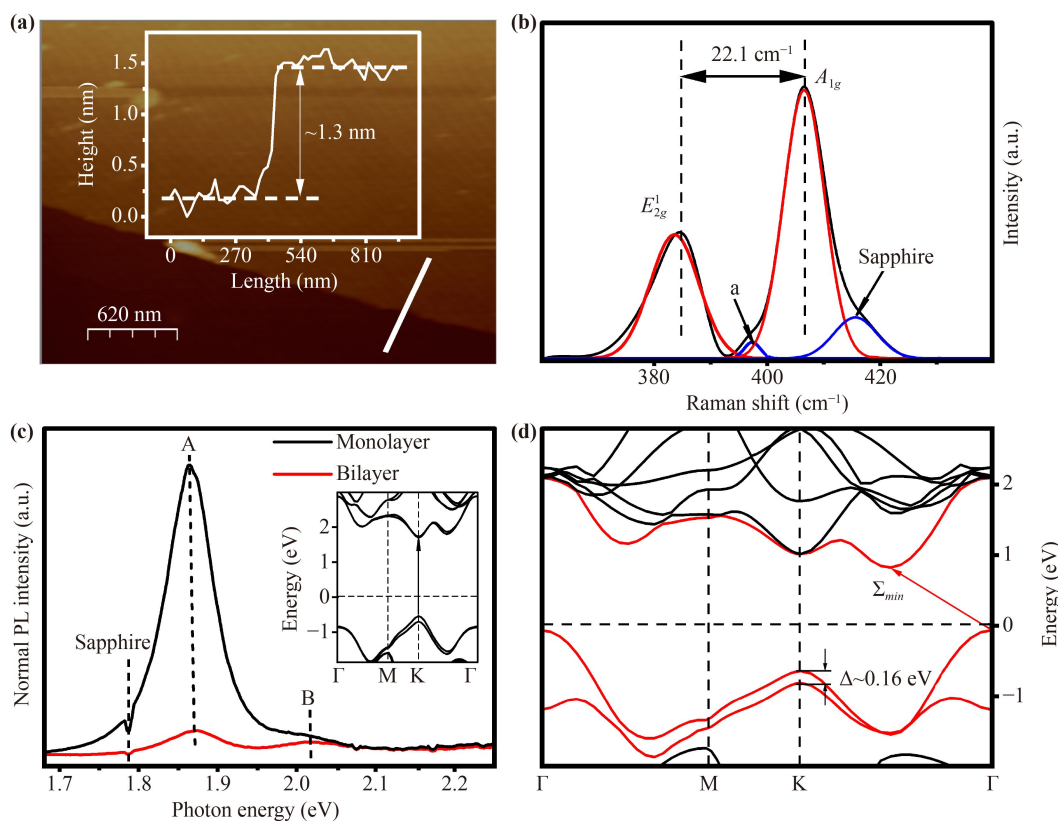 (a)
Height (nm)
1.5
1.0
0.5
0.0
~1.3 nm
0 270 540 810
Length (nm)
620 nm
(b)
22.1 cm⁻¹
A₁g
E¹₂g
a
Sapphire
Intensity (a.u.)
380 400 420
Raman shift (cm⁻¹)
(c)
A
Monolayer
Bilayer
Normal PL intensity (a.u.)
Sapphire
B
Energy (eV)
2
1
0
−1
Γ M K Γ
1.7 1.8 1.9 2.0 2.1 2.2
Photon energy (eV)
(d)
2
1
0
−1
Energy (eV)
Σmin
Δ~0.16 eV
Γ M K Γ